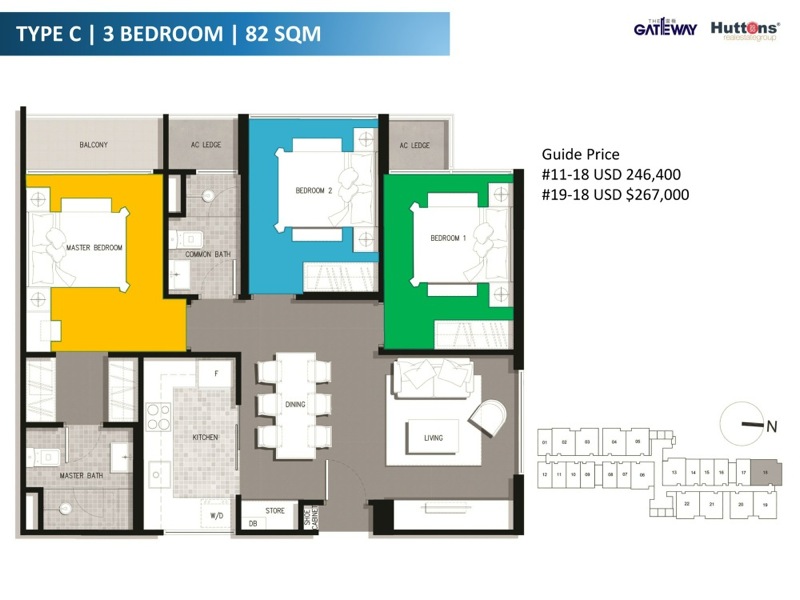 TYPE C | 3 BEDROOM | 82 SQM
THE
GATEWAY
Huttons
realestategroup
BALCONY
AC LEDGE
BEDROOM 2
AC LEDGE
MASTER BEDROOM
COMMON BATH
BEDROOM 1
Guide Price
#11-18 USD 246,400
#19-18 USD $267,000
F
DINING
KITCHEN
LIVING
MASTER BATH
W/D
STORE
DB
SHOE
CABINET
N
01 02 03 04 05
12 11 10 09 08 07 06
13 14 15 16 17 18
22 21 20 19